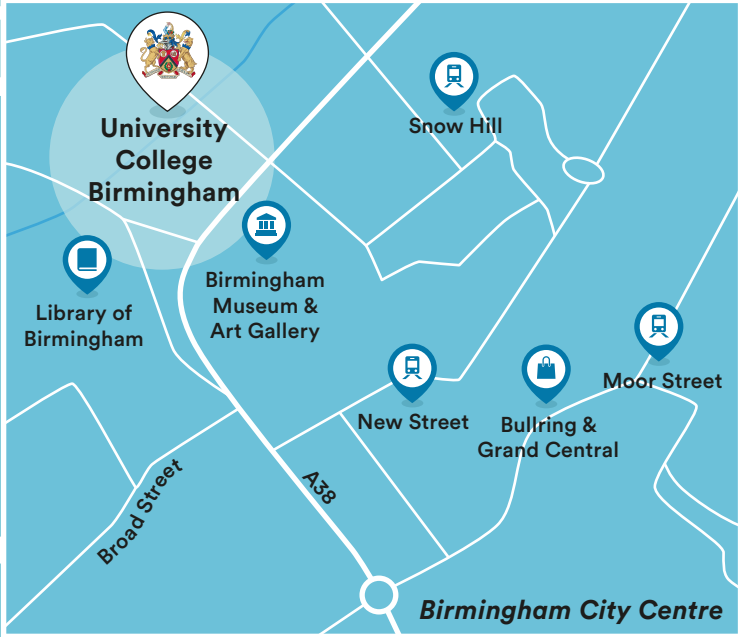 University
College
Birmingham
Snow Hill
Birmingham
Museum &
Art Gallery
Library of
Birmingham
Moor Street
New Street
Bullring &
Grand Central
A38
Broad Street
Birmingham City Centre